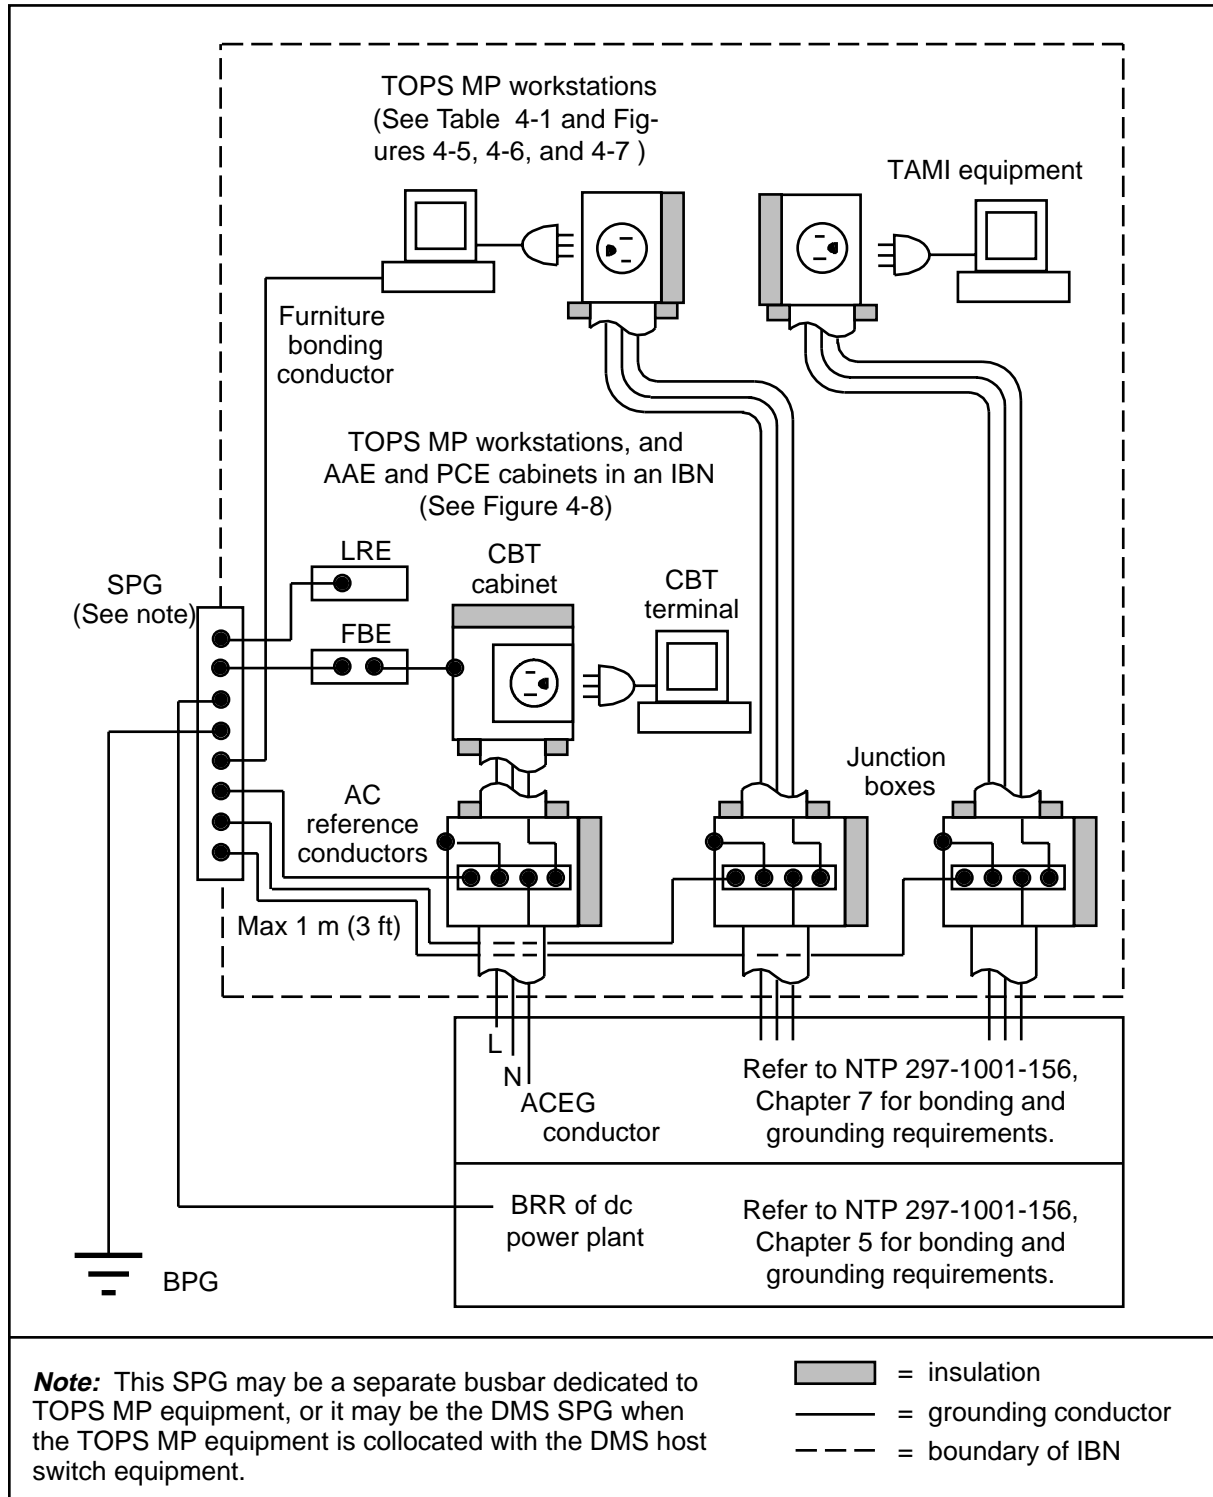 TOPS MP workstations
(See Table 4-1 and Fig-
ures 4-5, 4-6, and 4-7 )
TAMI equipment
Furniture
bonding
conductor
TOPS MP workstations, and
AAE and PCE cabinets in an IBN
(See Figure 4-8)
LRE
CBT
cabinet
CBT
terminal
SPG
(See note)
FBE
Junction
boxes
AC
reference
conductors
Max 1 m (3 ft)
L
N
ACEG
conductor
Refer to NTP 297-1001-156,
Chapter 7 for bonding and
grounding requirements.
BRR of dc
power plant
Refer to NTP 297-1001-156,
Chapter 5 for bonding and
grounding requirements.
BPG
Note: This SPG may be a separate busbar dedicated to
TOPS MP equipment, or it may be the DMS SPG when
the TOPS MP equipment is collocated with the DMS host
switch equipment.
= insulation
= grounding conductor
= boundary of IBN